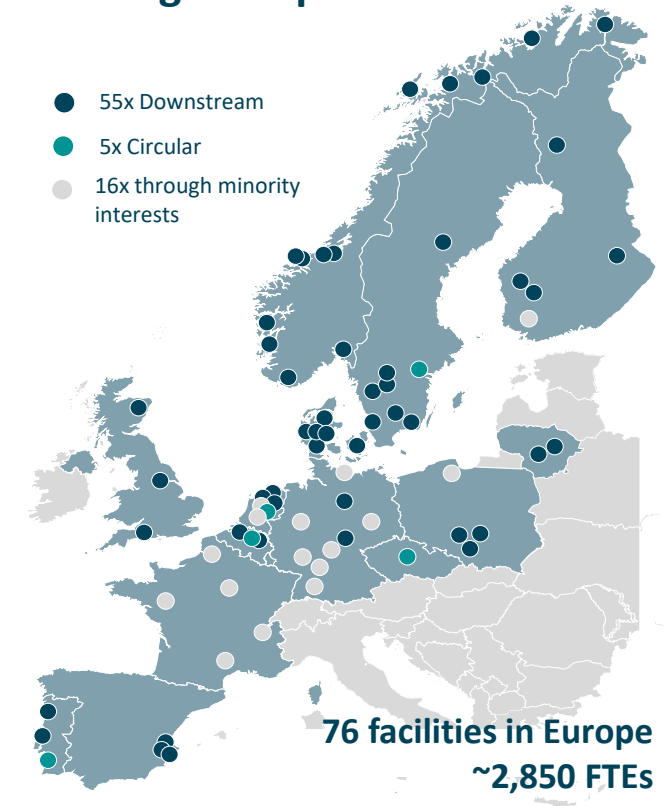 55x Downstream
5x Circular
16x through minority
interests
76 facilities in Europe
~2,850 FTEs